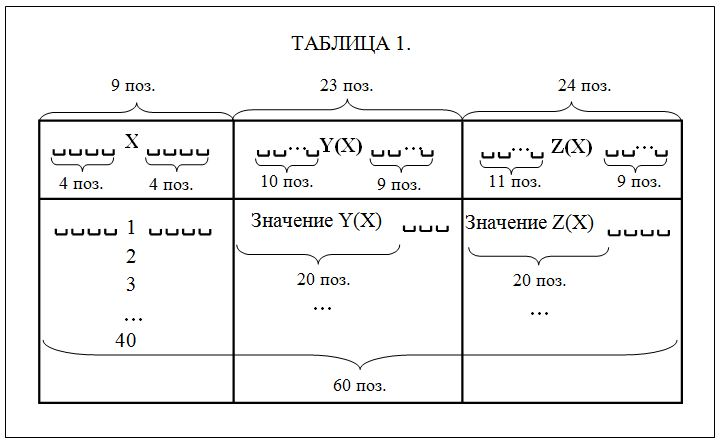 ТАБЛИЦА 1.
9 поз. 23 поз. 24 поз.
␣␣␣␣ X ␣␣␣␣ ␣␣…␣Y(X) ␣␣…␣ ␣␣…␣ Z(X) ␣␣…␣
4 поз. 4 поз. 10 поз. 9 поз. 11 поз. 9 поз.
␣␣␣␣ 1 ␣␣␣␣ Значение Y(X) ␣␣␣ Значение Z(X) ␣␣␣␣
2
3 20 поз. 20 поз.
... ... ...
40
60 поз.